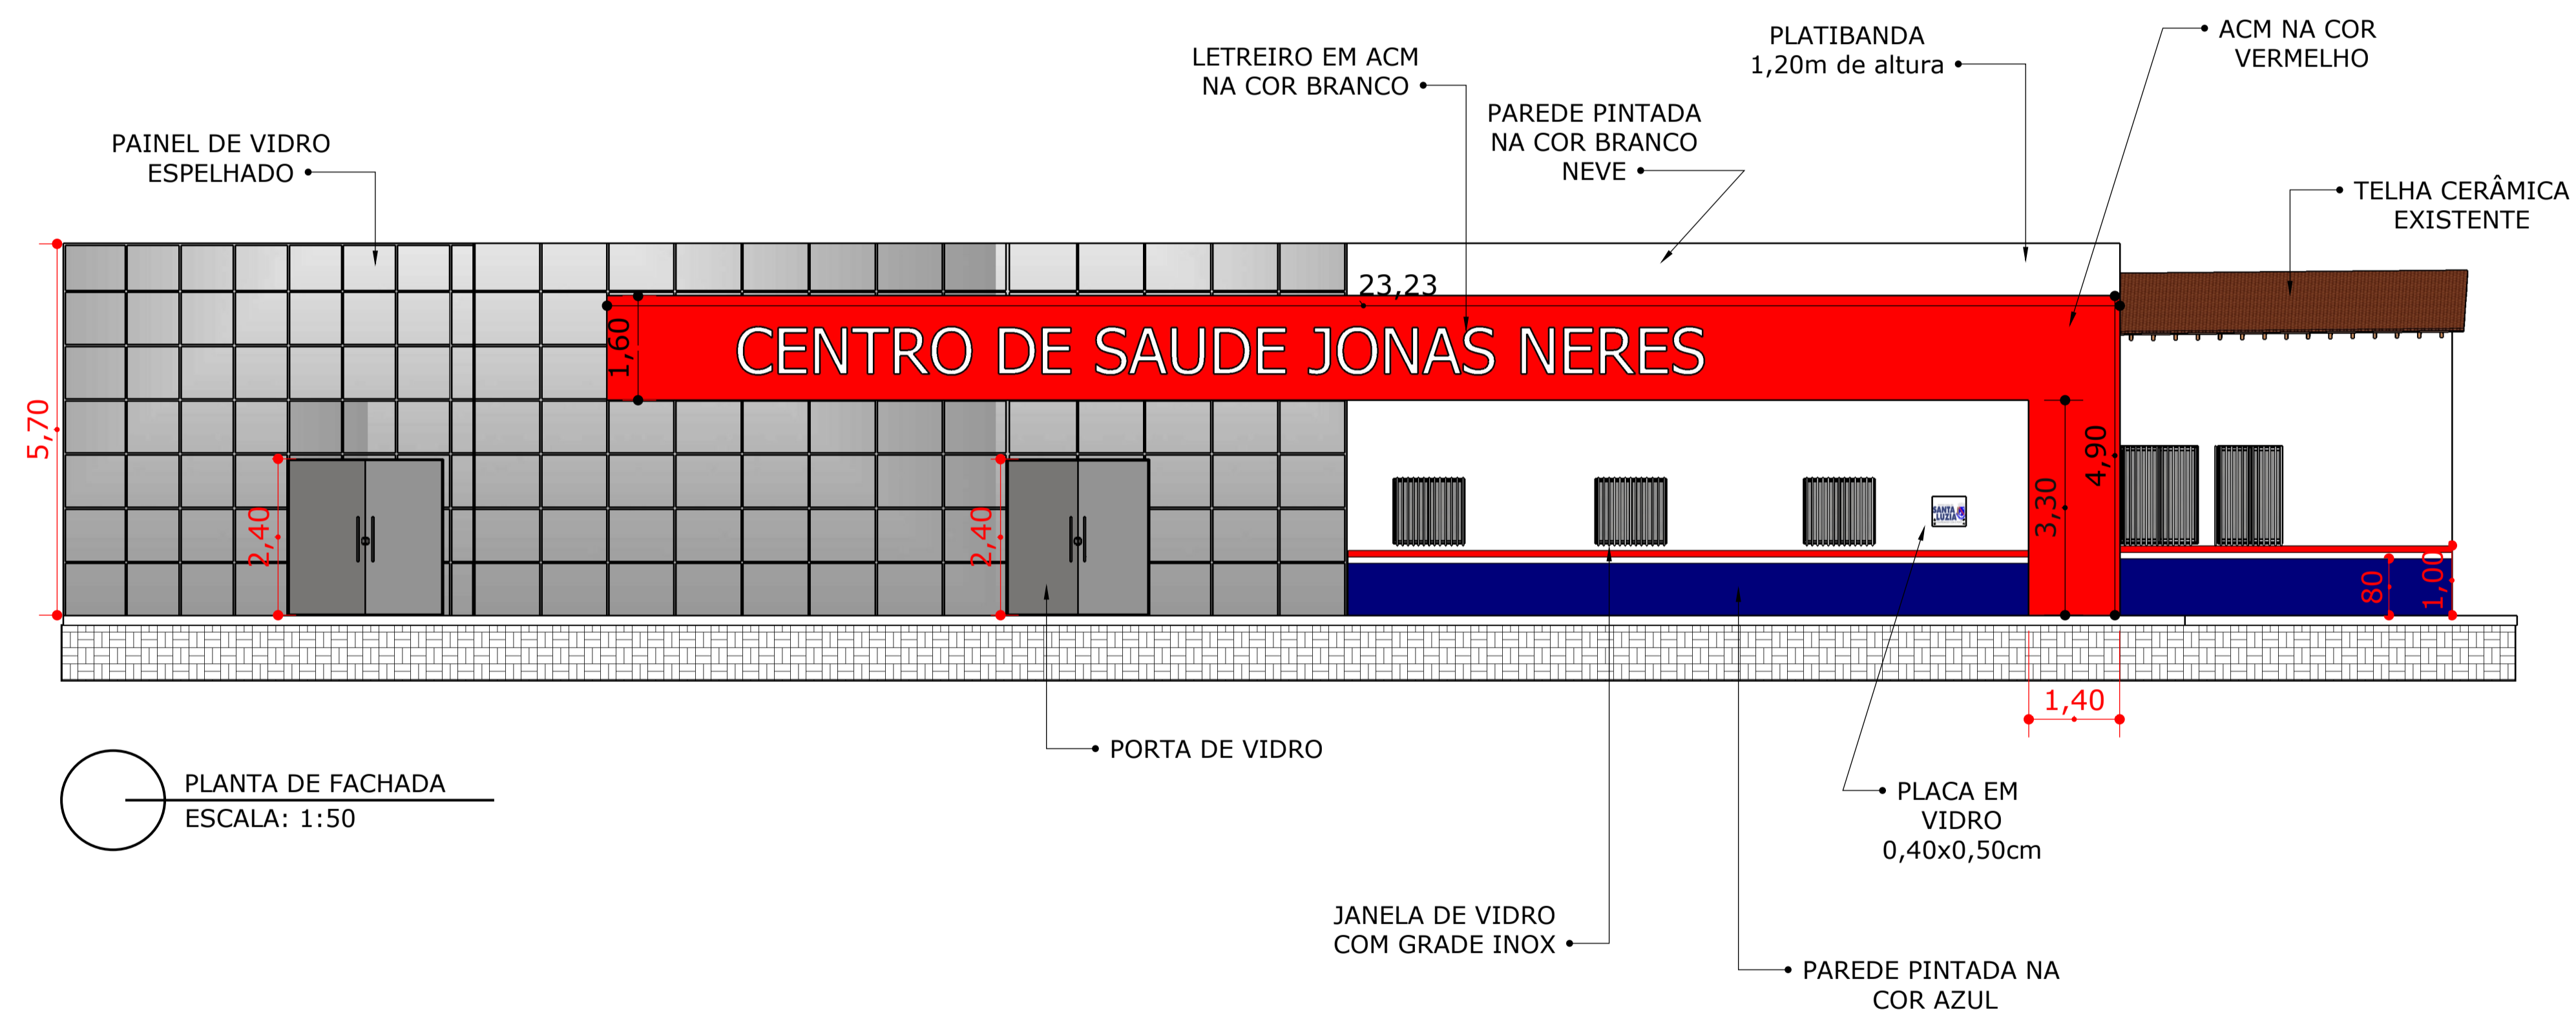 ACM NA COR
VERMELHO
PLATIBANDA
1,20m de altura
LETREIRO EM ACM
NA COR BRANCO
PAREDE PINTADA
NA COR BRANCO
NEVE
PAINEL DE VIDRO
ESPELHADO
TELHA CERÂMICA
EXISTENTE
23,23
1,60
CENTRO DE SAUDE JONAS NERES
5,70
2,40
2,40
SANTA
LUZIA
3,30
4,90
80
1,00
1,40
PORTA DE VIDRO
PLANTA DE FACHADA
ESCALA: 1:50
PLACA EM
VIDRO
0,40x0,50cm
JANELA DE VIDRO
COM GRADE INOX
PAREDE PINTADA NA
COR AZUL